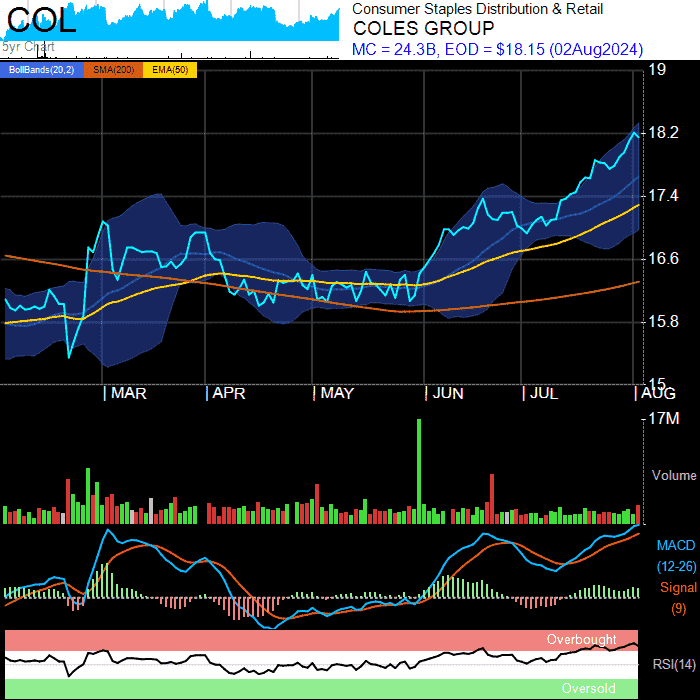 COL
5yr Chart
Consumer Staples Distribution & Retail
COLES GROUP
MC = 24.3B, EOD = $18.15 (02Aug2024)
BollBands(20,2) SMA(200) EMA(50)
19
18.2
17.4
16.6
15.8
15
MAR APR MAY JUN JUL AUG
17M
Volume
MACD
(12-26)
Signal
(9)
Overbought
RSI(14)
Oversold